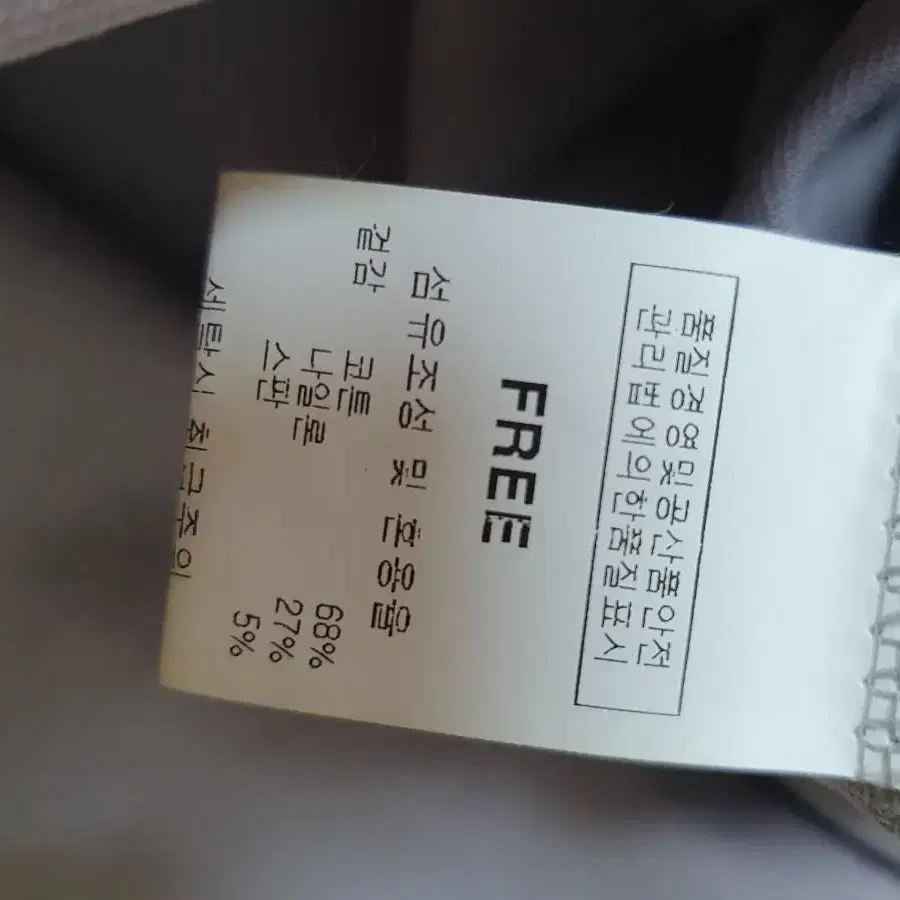 품질경영및공산품안전
관리법에의한품질표시
FREE
섬유조성 및 혼용율
겉감
코튼 68%
나일론 27%
스판 5%
세탁시 취급주의